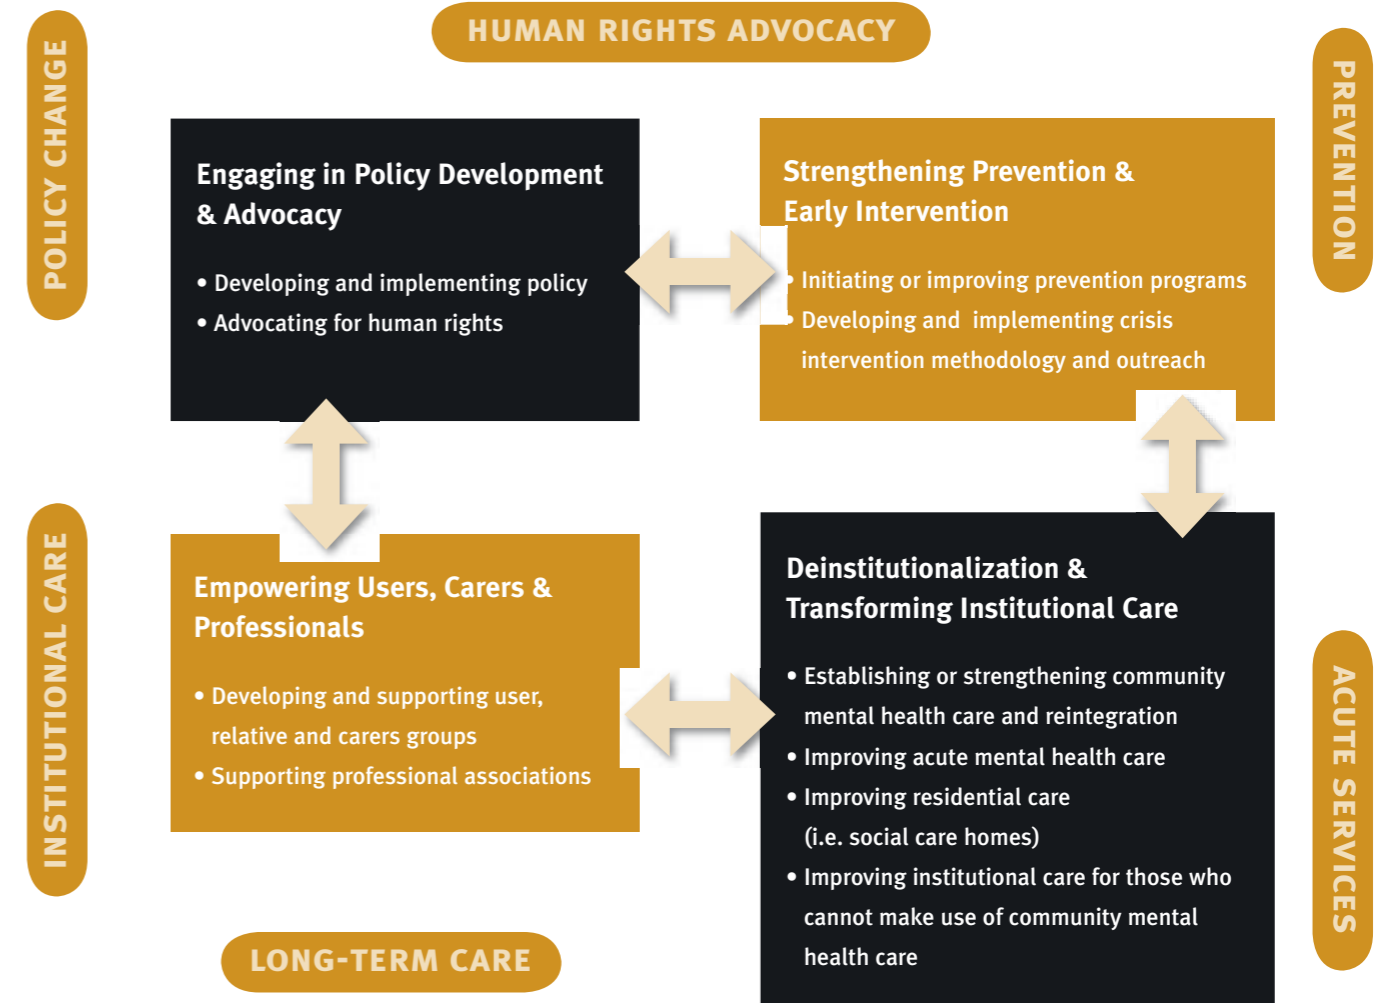 HUMAN RIGHTS ADVOCACY
POLICY CHANGE
PREVENTION
Engaging in Policy Development
& Advocacy
• Developing and implementing policy
• Advocating for human rights
Strengthening Prevention &
Early Intervention
• Initiating or improving prevention programs
• Developing and implementing crisis
intervention methodology and outreach
INSTITUTIONAL CARE
Empowering Users, Carers &
Professionals
• Developing and supporting user,
relative and carers groups
• Supporting professional associations
Deinstitutionalization &
Transforming Institutional Care
• Establishing or strengthening community
mental health care and reintegration
• Improving acute mental health care
• Improving residential care
(i.e. social care homes)
• Improving institutional care for those who
cannot make use of community mental
health care
ACUTE SERVICES
LONG-TERM CARE